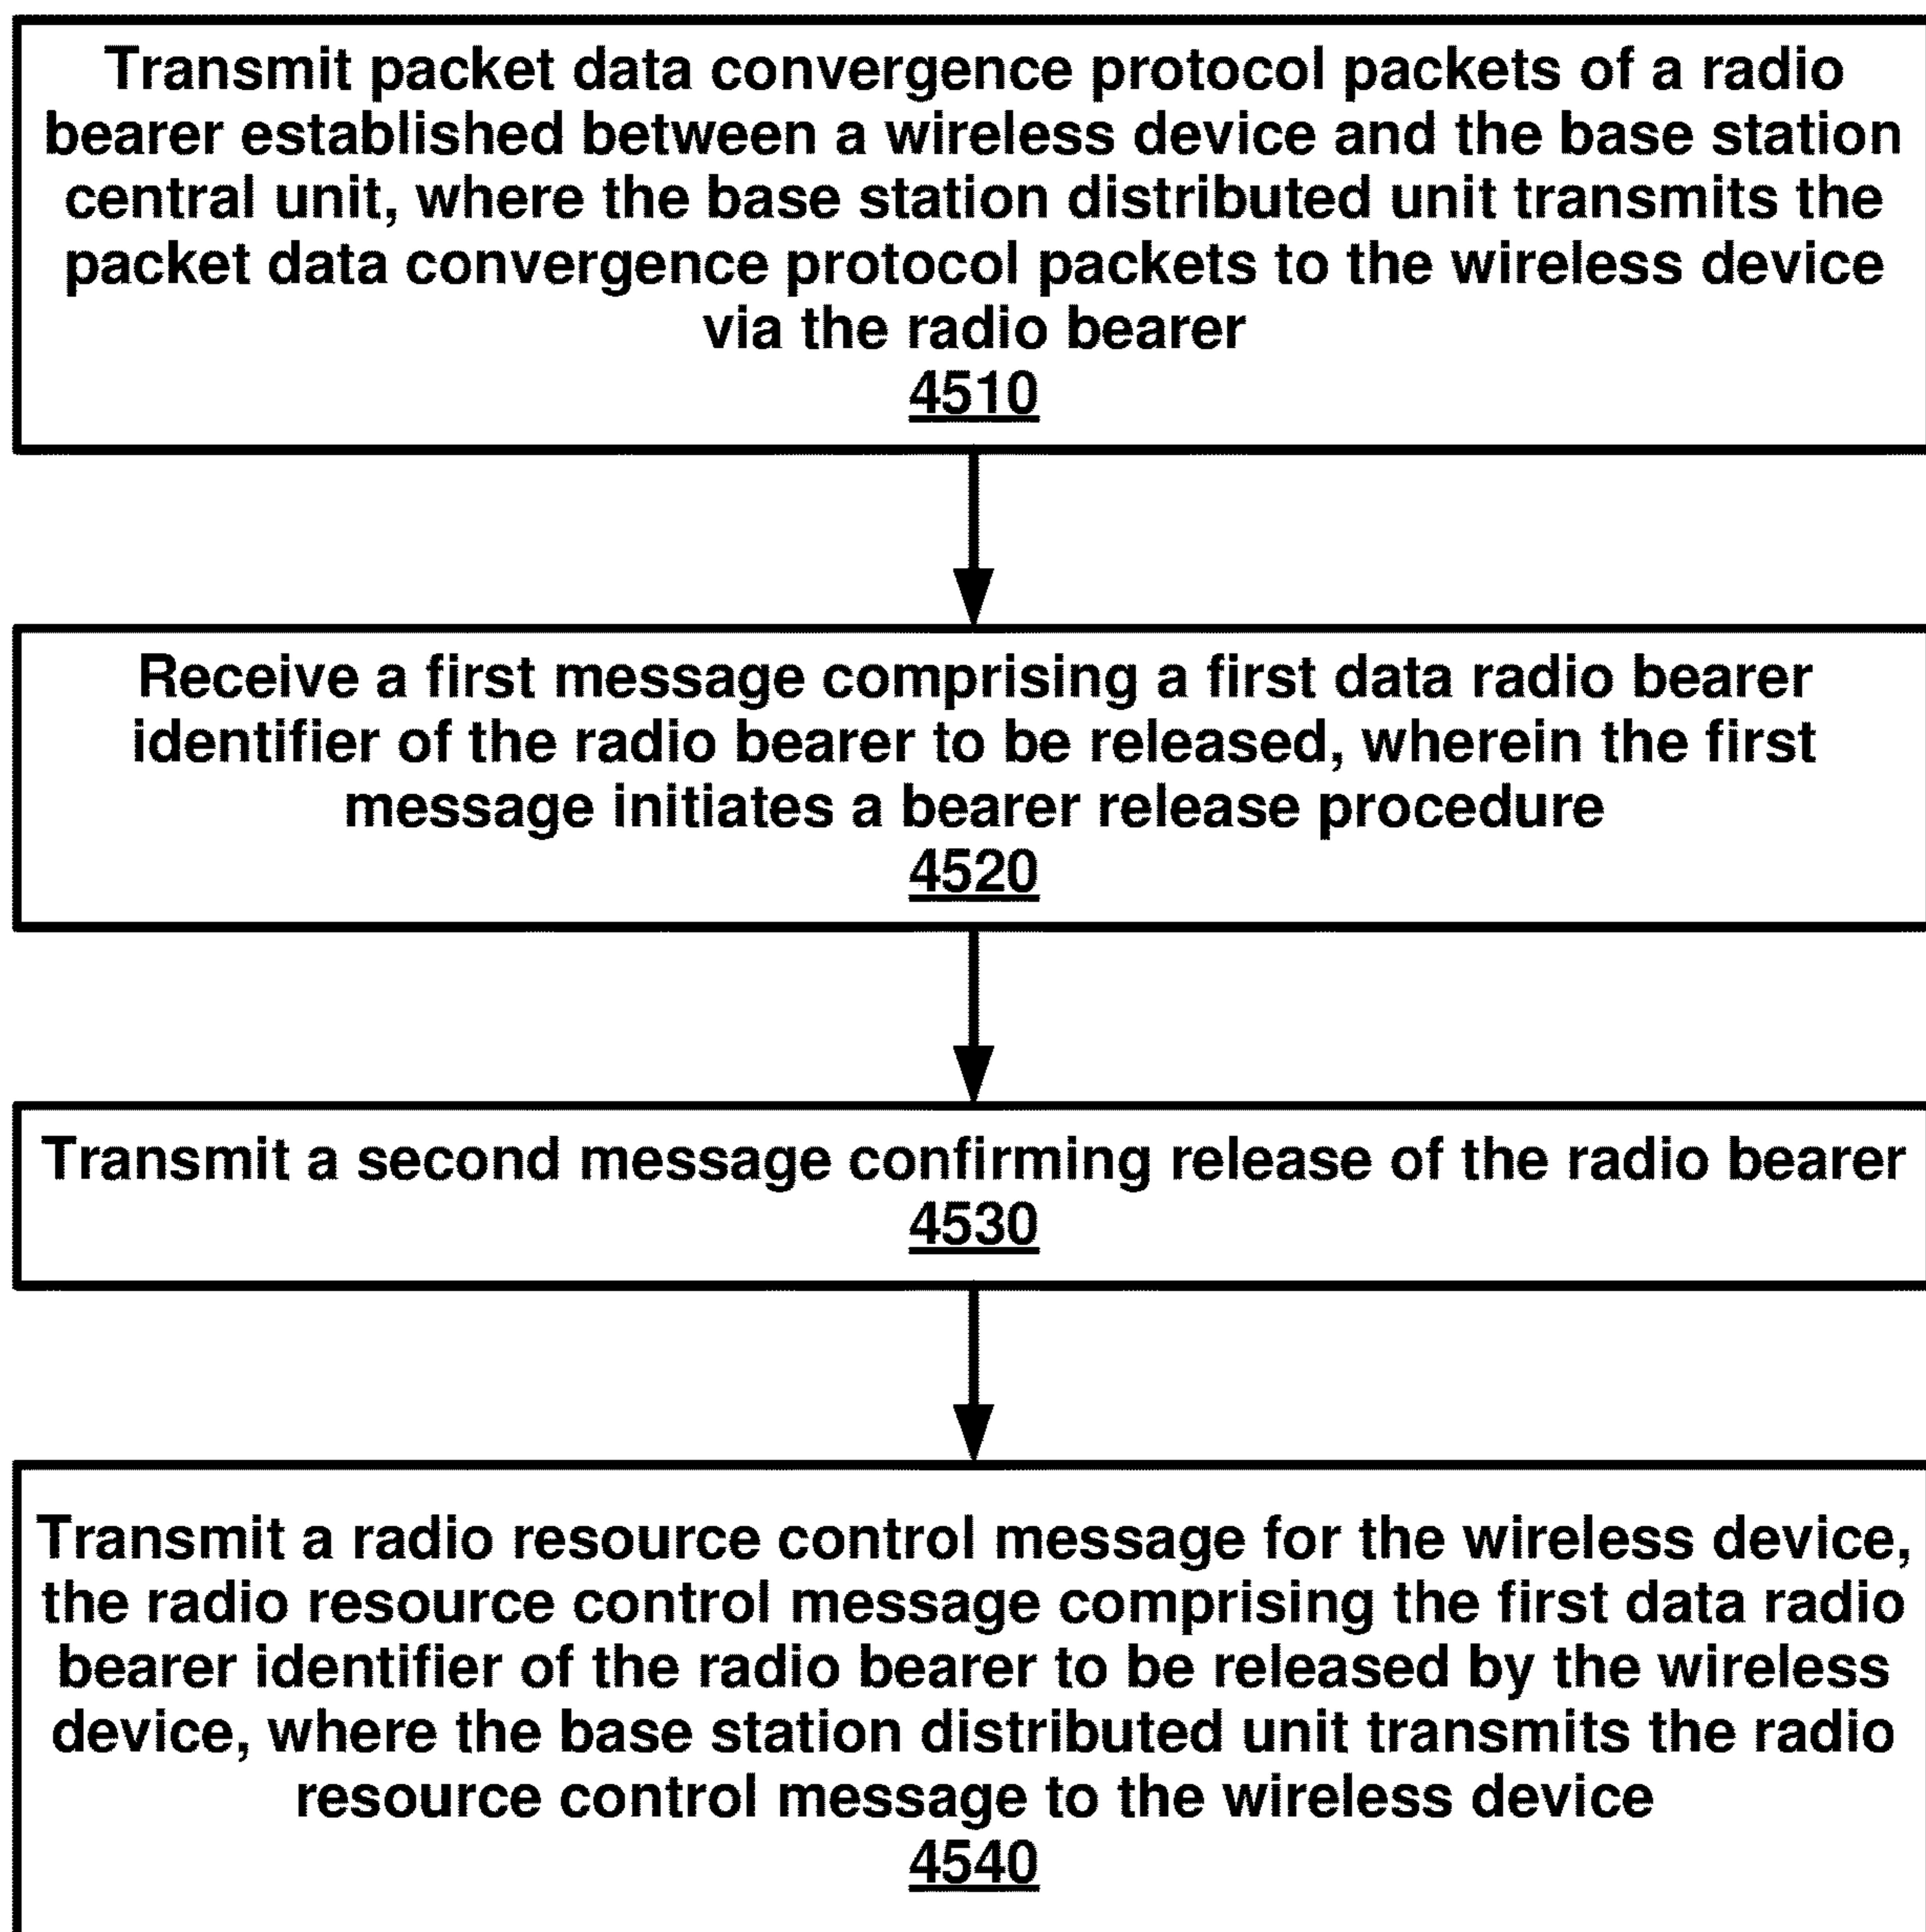 Transmit packet data convergence protocol packets of a radio
bearer established between a wireless device and the base station
central unit, where the base station distributed unit transmits the
packet data convergence protocol packets to the wireless device
via the radio bearer
4510
Receive a first message comprising a first data radio bearer
identifier of the radio bearer to be released, wherein the first
message initiates a bearer release procedure
4520
Transmit a second message confirming release of the radio bearer
4530
Transmit a radio resource control message for the wireless device,
the radio resource control message comprising the first data radio
bearer identifier of the radio bearer to be released by the wireless
device, where the base station distributed unit transmits the radio
resource control message to the wireless device
4540